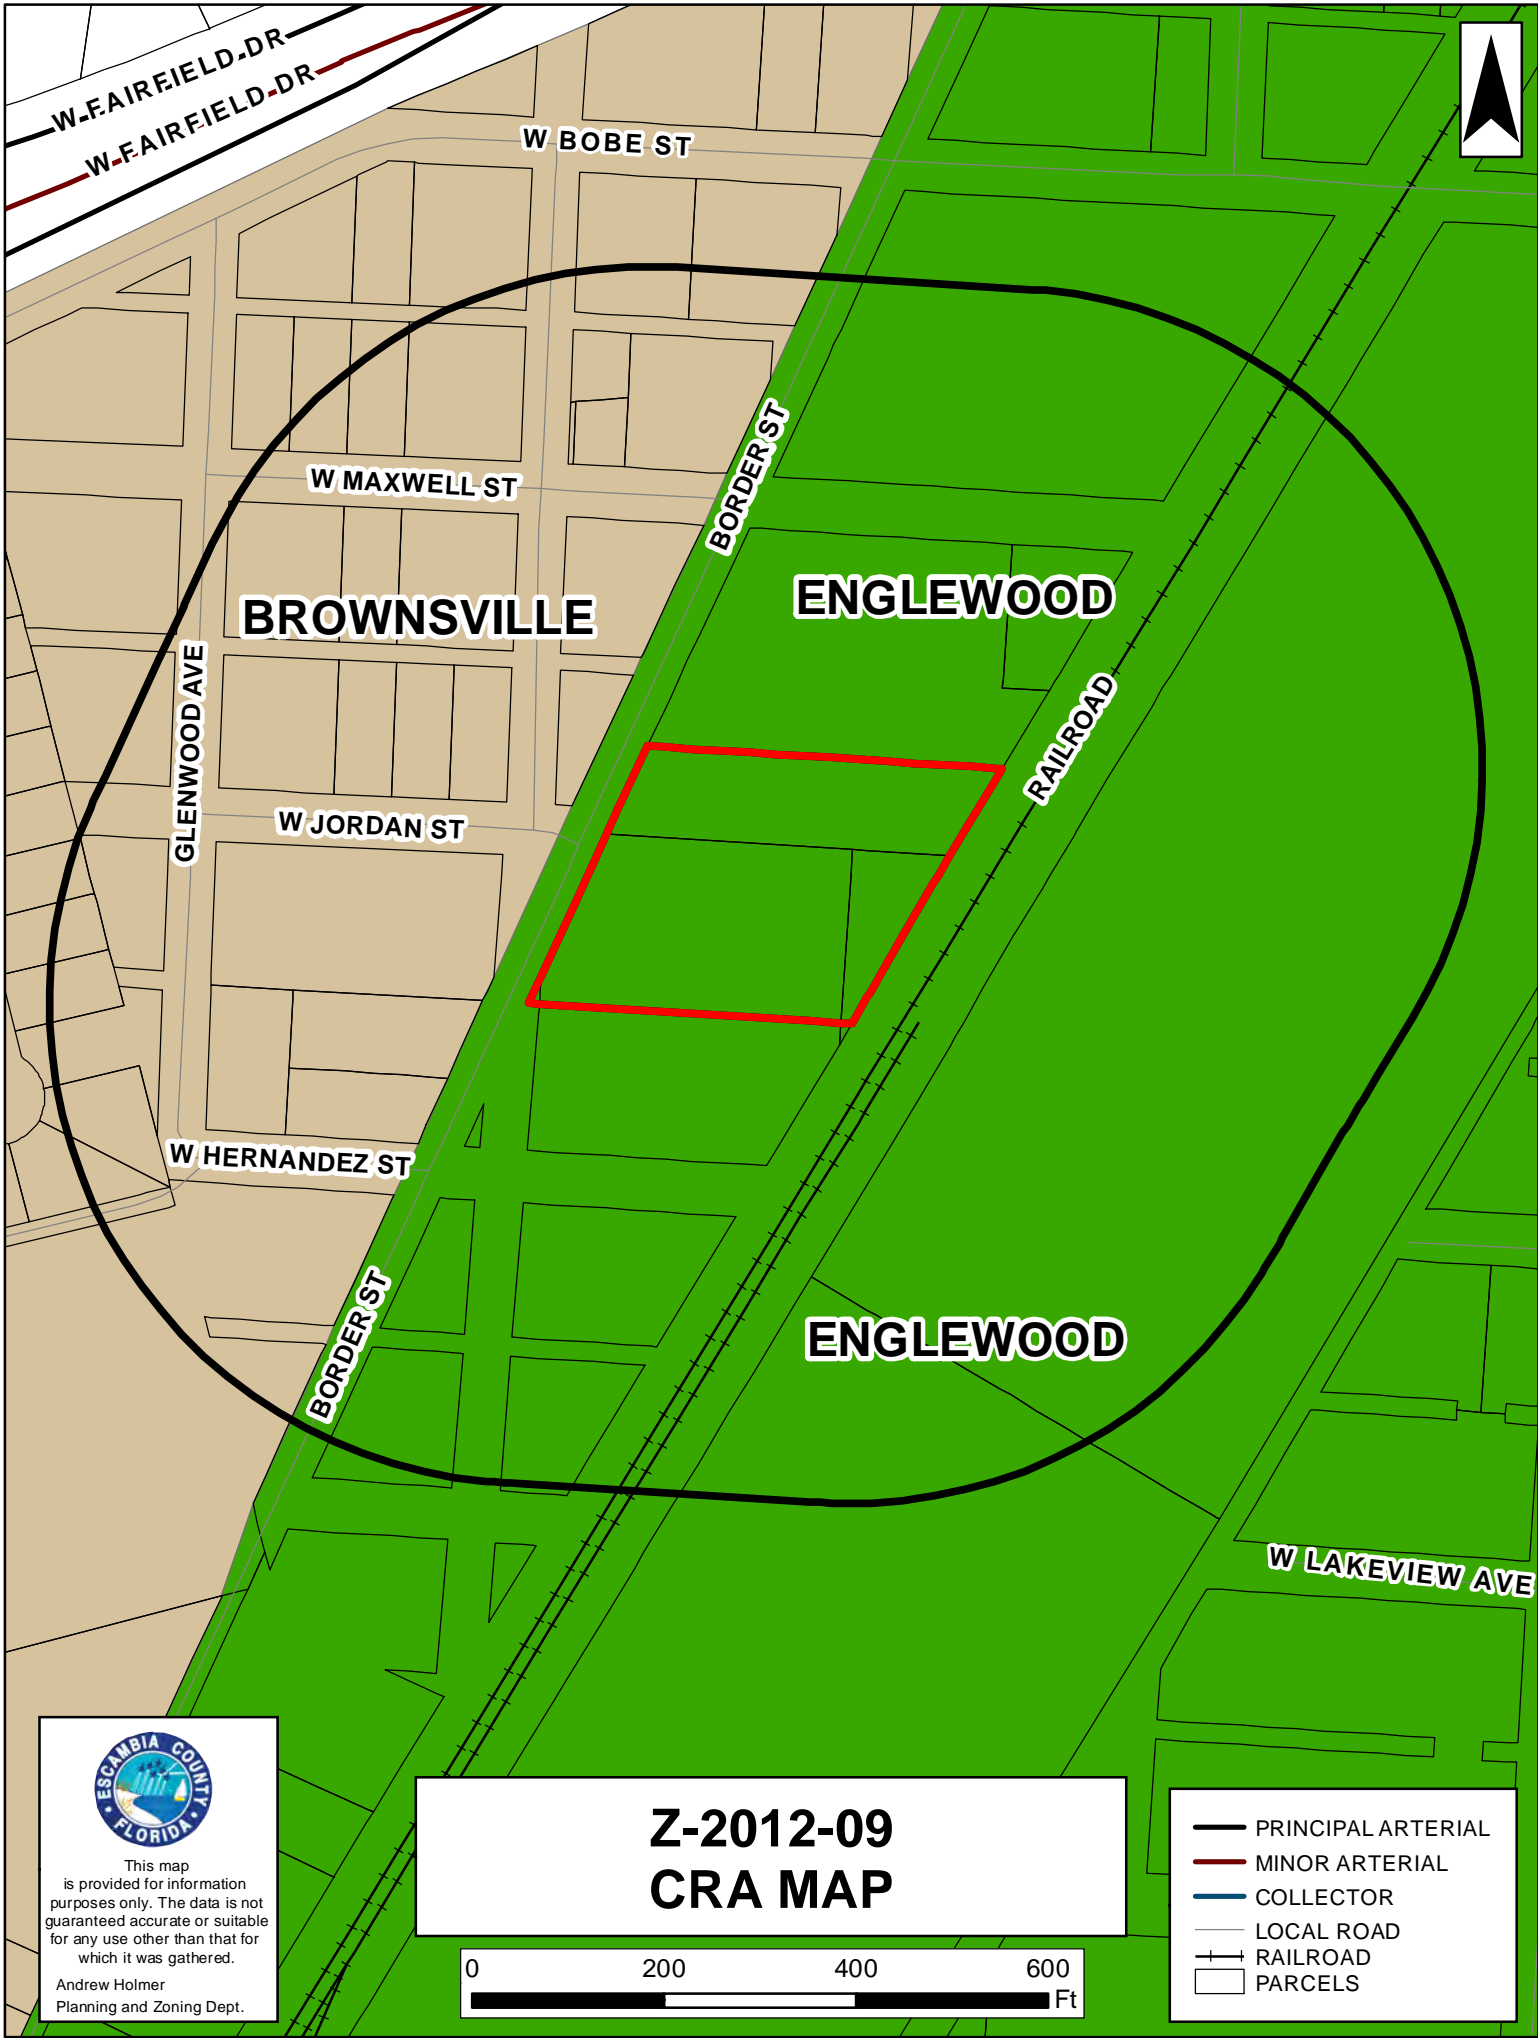 W FAIRFIELD DR
W FAIRFIELD DR
W BOBE ST
BORDER ST
W MAXWELL ST
ENGLEWOOD
BROWNSVILLE
GLENWOOD AVE
RAILROAD
W JORDAN ST
W HERNANDEZ ST
BORDER ST
ENGLEWOOD
W LAKEVIEW AVE
ESCAMBIA COUNTY
FLORIDA
This map
is provided for information
purposes only. The data is not
guaranteed accurate or suitable
for any use other than that for
which it was gathered.
Andrew Holmer
Planning and Zoning Dept.
Z-2012-09
CRA MAP
0 200 400 600
Ft
PRINCIPAL ARTERIAL
MINOR ARTERIAL
COLLECTOR
LOCAL ROAD
RAILROAD
PARCELS